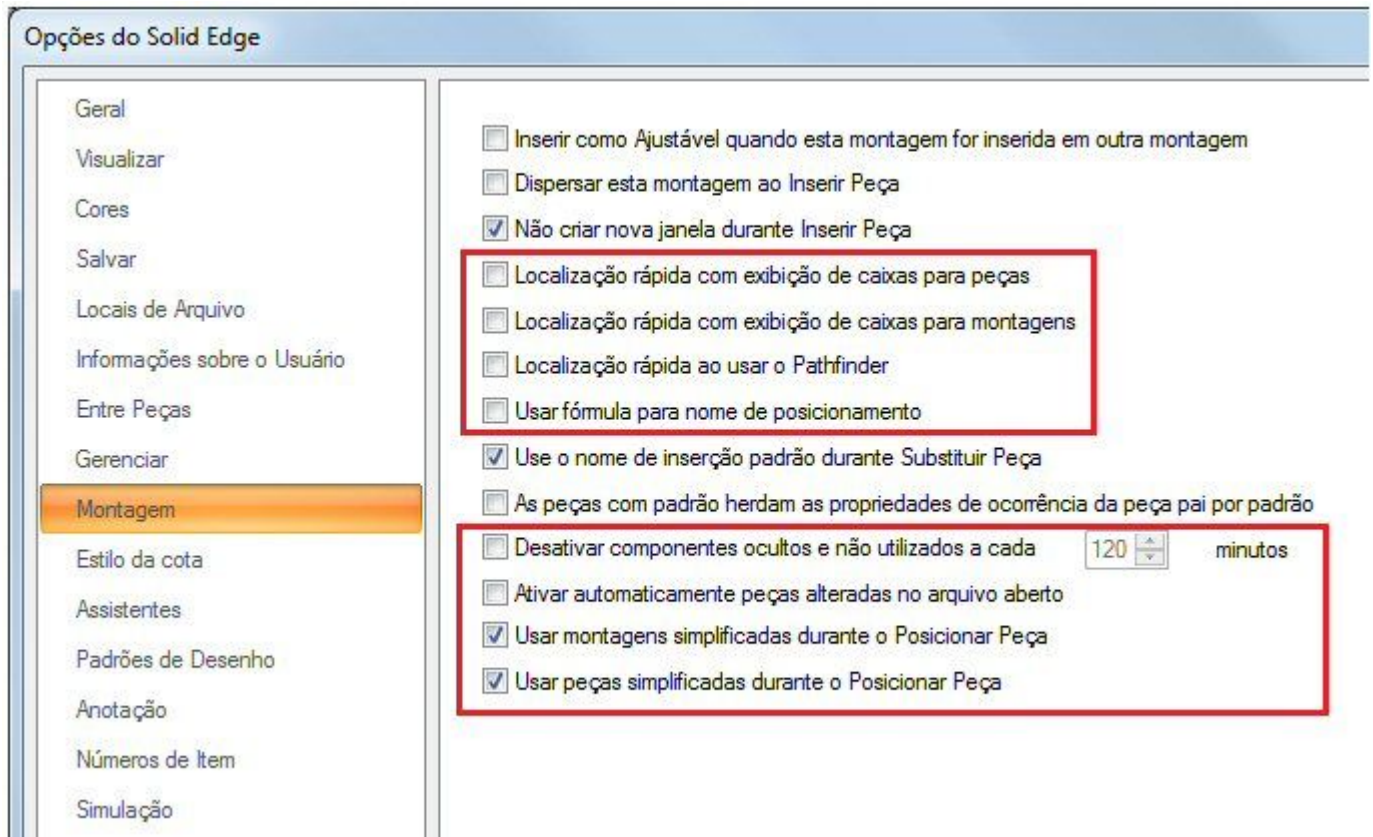 Opções do Solid Edge
Geral
Visualizar
Cores
Salvar
Locais de Arquivo
Informações sobre o Usuário
Entre Peças
Gerenciar
Montagem
Estilo da cota
Assistentes
Padrões de Desenho
Anotação
Números de Item
Simulação
Inserir como Ajustável quando esta montagem for inserida em outra montagem
Dispersar esta montagem ao Inserir Peça
Não criar nova janela durante Inserir Peça
Localização rápida com exibição de caixas para peças
Localização rápida com exibição de caixas para montagens
Localização rápida ao usar o Pathfinder
Usar fórmula para nome de posicionamento
Use o nome de inserção padrão durante Substituir Peça
As peças com padrão herdam as propriedades de ocorrência da peça pai por padrão
Desativar componentes ocultos e não utilizados a cada 120 minutos
Ativar automaticamente peças alteradas no arquivo aberto
Usar montagens simplificadas durante o Posicionar Peça
Usar peças simplificadas durante o Posicionar Peça